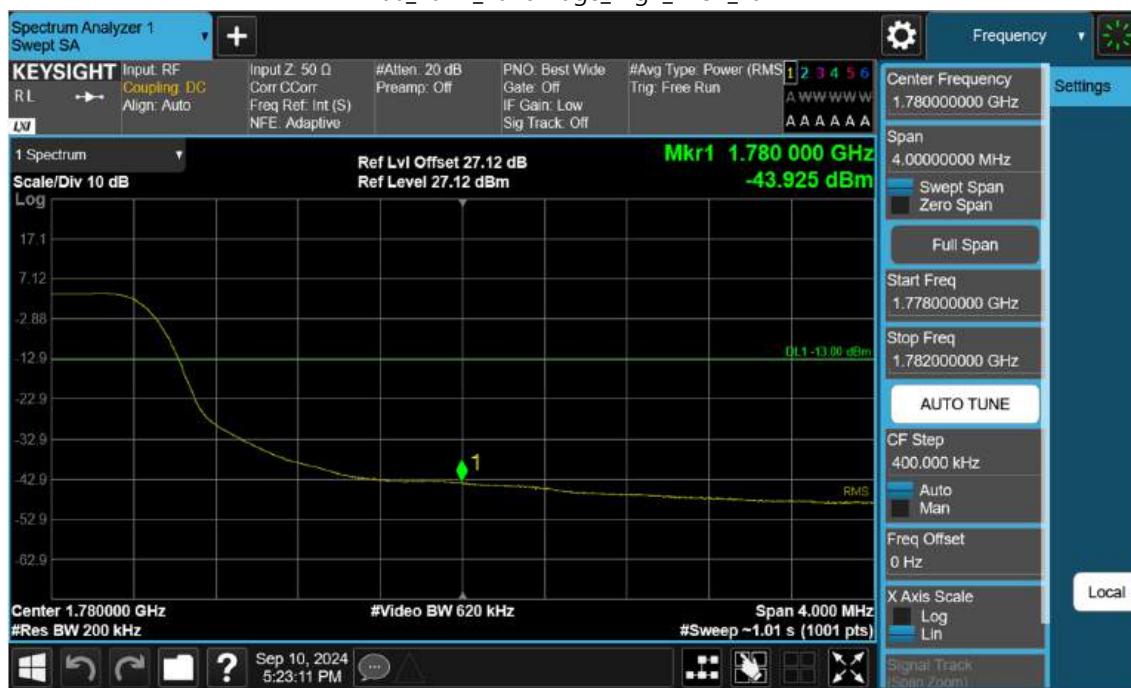 Spectrum Analyzer 1
Swept SA
+
Frequency
KEYSIGHT
RL
LXI
Input: RF
Coupling: DC
Align: Auto
Input Z: 50 Ω
Corr CCorr
Freq Ref: Int (S)
NFE: Adaptive
#Atten: 20 dB
Preamp: Off
PNO: Best Wide
Gate: Off
IF Gain: Low
Sig Track: Off
#Avg Type: Power (RMS
Trig: Free Run
1 2 3 4 5 6
A W W W W W
A A A A A A
Center Frequency
1.780000000 GHz
Settings
Span
4.00000000 MHz
Swept Span
Zero Span
Full Span
Start Freq
1.778000000 GHz
Stop Freq
1.782000000 GHz
AUTO TUNE
CF Step
400.000 kHz
Auto
Man
Freq Offset
0 Hz
X Axis Scale
Log
Lin
Signal Track
(Span Zoom)
Local
1 Spectrum
Scale/Div 10 dB
Log
Ref Lvl Offset 27.12 dB
Ref Level 27.12 dBm
Mkr1 1.780 000 GHz
-43.925 dBm
17.1
7.12
-2.88
-12.9
DL1 -13.00 dBm
-22.9
-32.9
1
-42.9
RMS
-52.9
-62.9
Center 1.780000 GHz
#Video BW 620 kHz
Span 4.000 MHz
#Res BW 200 kHz
#Sweep ~1.01 s (1001 pts)
?
Sep 10, 2024
5:23:11 PM